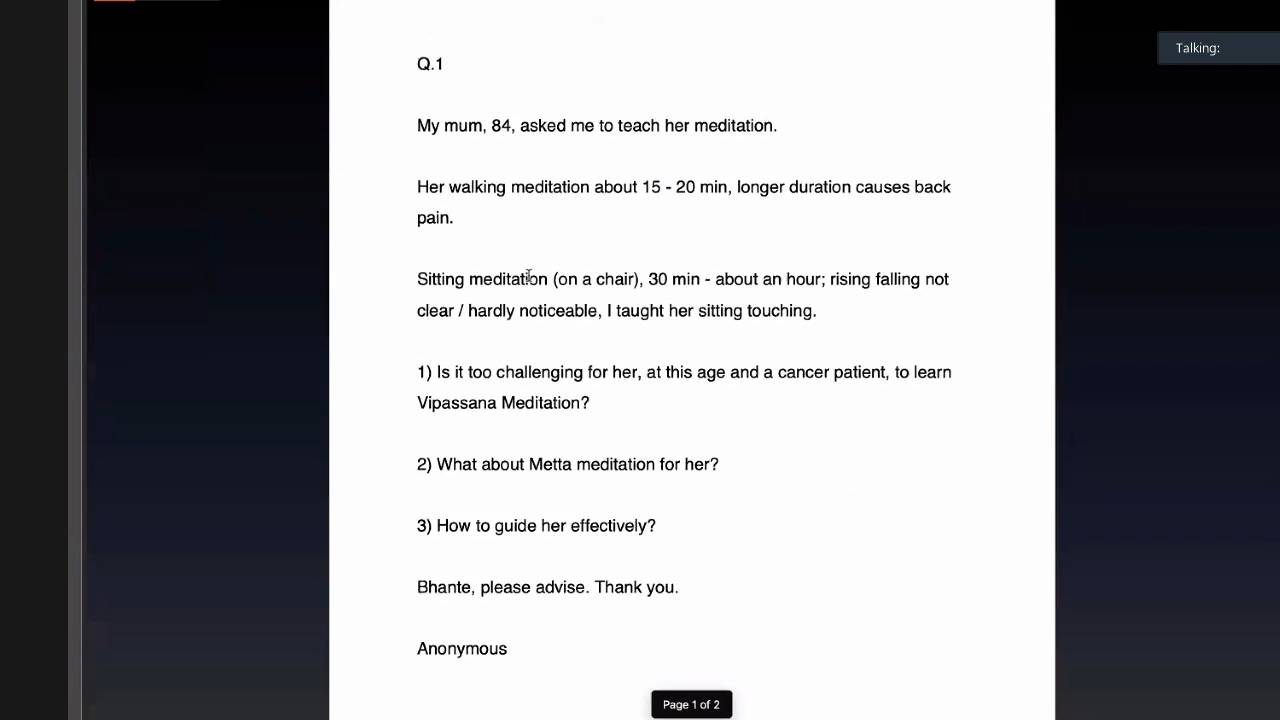 Talking:
Q.1
My mum, 84, asked me to teach her meditation.
Her walking meditation about 15 - 20 min, longer duration causes back
pain.
Sitting meditation (on a chair), 30 min - about an hour; rising falling not
clear / hardly noticeable, I taught her sitting touching.
1) Is it too challenging for her, at this age and a cancer patient, to learn
Vipassana Meditation?
2) What about Metta meditation for her?
3) How to guide her effectively?
Bhante, please advise. Thank you.
Anonymous
Page 1 of 2